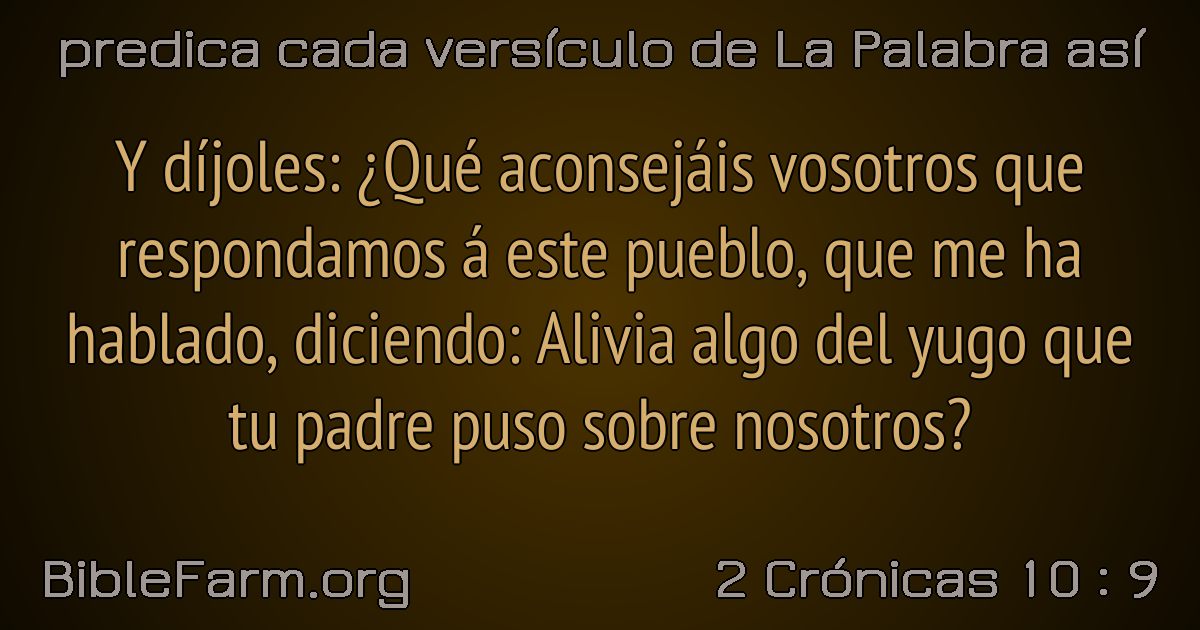 predica cada versículo de La Palabra así
Y díjoles: ¿Qué aconsejáis vosotros que
respondamos á este pueblo, que me ha
hablado, diciendo: Alivia algo del yugo que
tu padre puso sobre nosotros?
BibleFarm.org
2 Crónicas 10 : 9